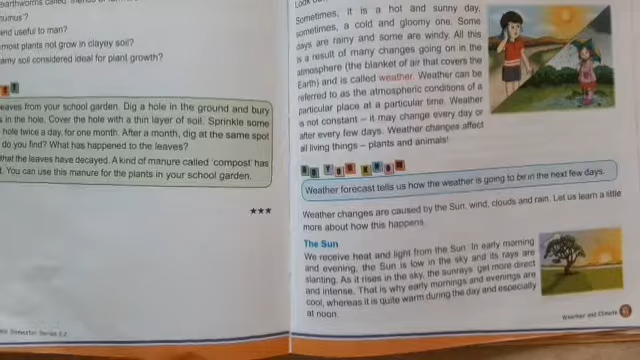 earthworms called
humus?
and useful to man?
most plants not grow in clayey soil?
amy soil considered ideal for plant growth?
eaves from your school garden. Dig a hole in the ground and bury
s in the hole. Cover the hole with a thin layer of soil. Sprinkle some
hole twice a day, for one month. After a month, dig at the same spot
do you find? What has happened to the leaves?
that the leaves have decayed. A kind of manure called 'compost' has
. You can use this manure for the plants in your school garden.
★★★
Look
Sometimes, it is a hot and sunny day,
sometimes, a cold and gloomy one. Some
days are rainy and some are windy. All this
is a result of many changes going on in the
atmosphere (the blanket of air that covers the
Earth) and is called weather. Weather can be
referred to as the atmospheric conditions of a
particular place at a particular time. Weather
is not constant – it may change every day or
after every few days. Weather changes affect
all living things – plants and animals!
DO YOU KNOW
Weather forecast tells us how the weather is going to be in the next few days.
Weather changes are caused by the Sun, wind, clouds and rain. Let us learn a little
more about how this happens.
The Sun
We receive heat and light from the Sun. In early morning
and evening, the Sun is low in the sky and its rays are
slanting. As it rises in the sky, the sunrays get more direct
and intense. That is why early mornings and evenings are
cool, whereas it is quite warm during the day and especially
at noon.
Weather and Climate